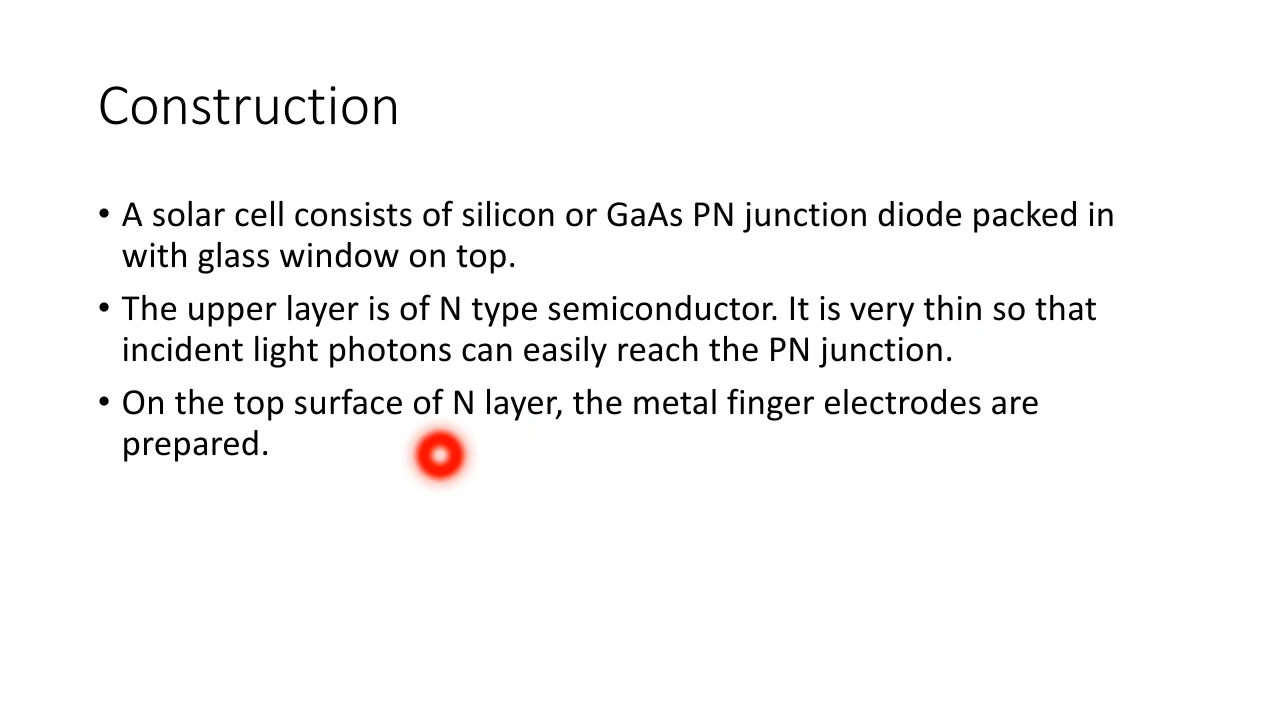 Construction
• A solar cell consists of silicon or GaAs PN junction diode packed in
with glass window on top.
• The upper layer is of N type semiconductor. It is very thin so that
incident light photons can easily reach the PN junction.
• On the top surface of N layer, the metal finger electrodes are
prepared.